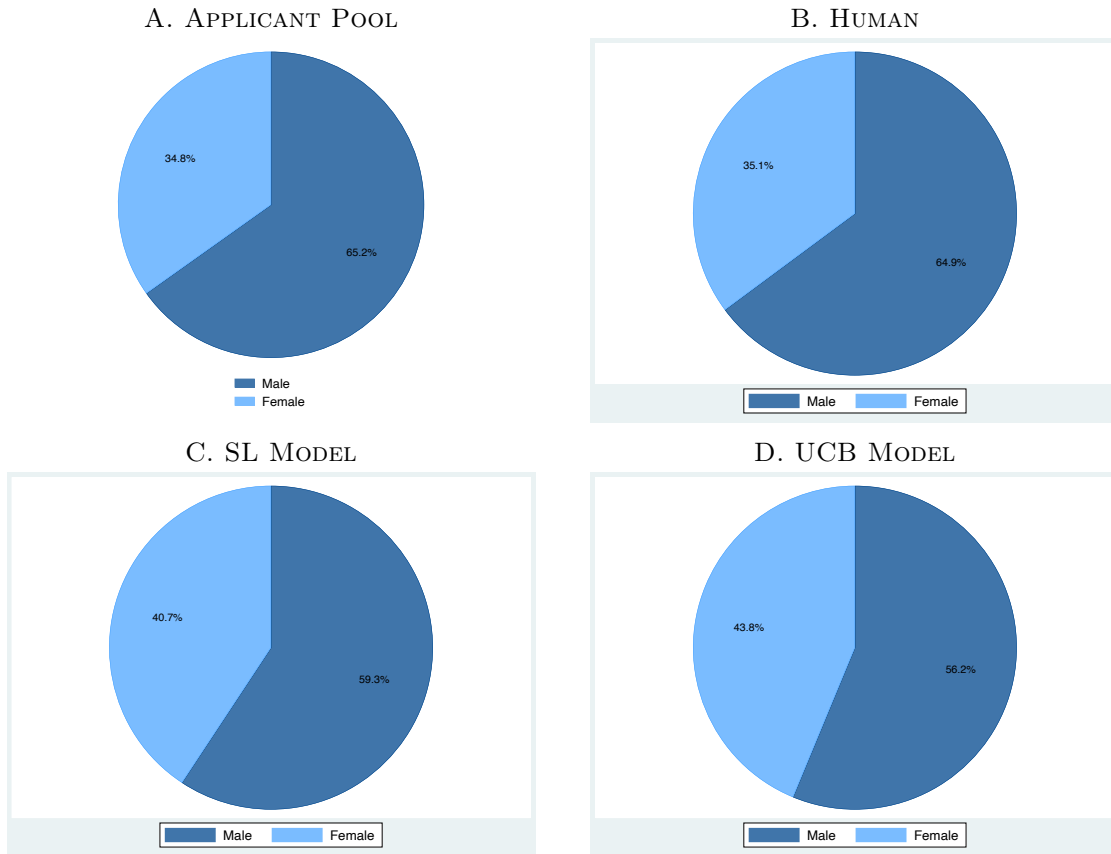 A. Applicant Pool
34.8%
65.2%
Male
Female
B. Human
35.1%
64.9%
Male Female
C. SL Model
40.7%
59.3%
Male Female
D. UCB Model
43.8%
56.2%
Male Female